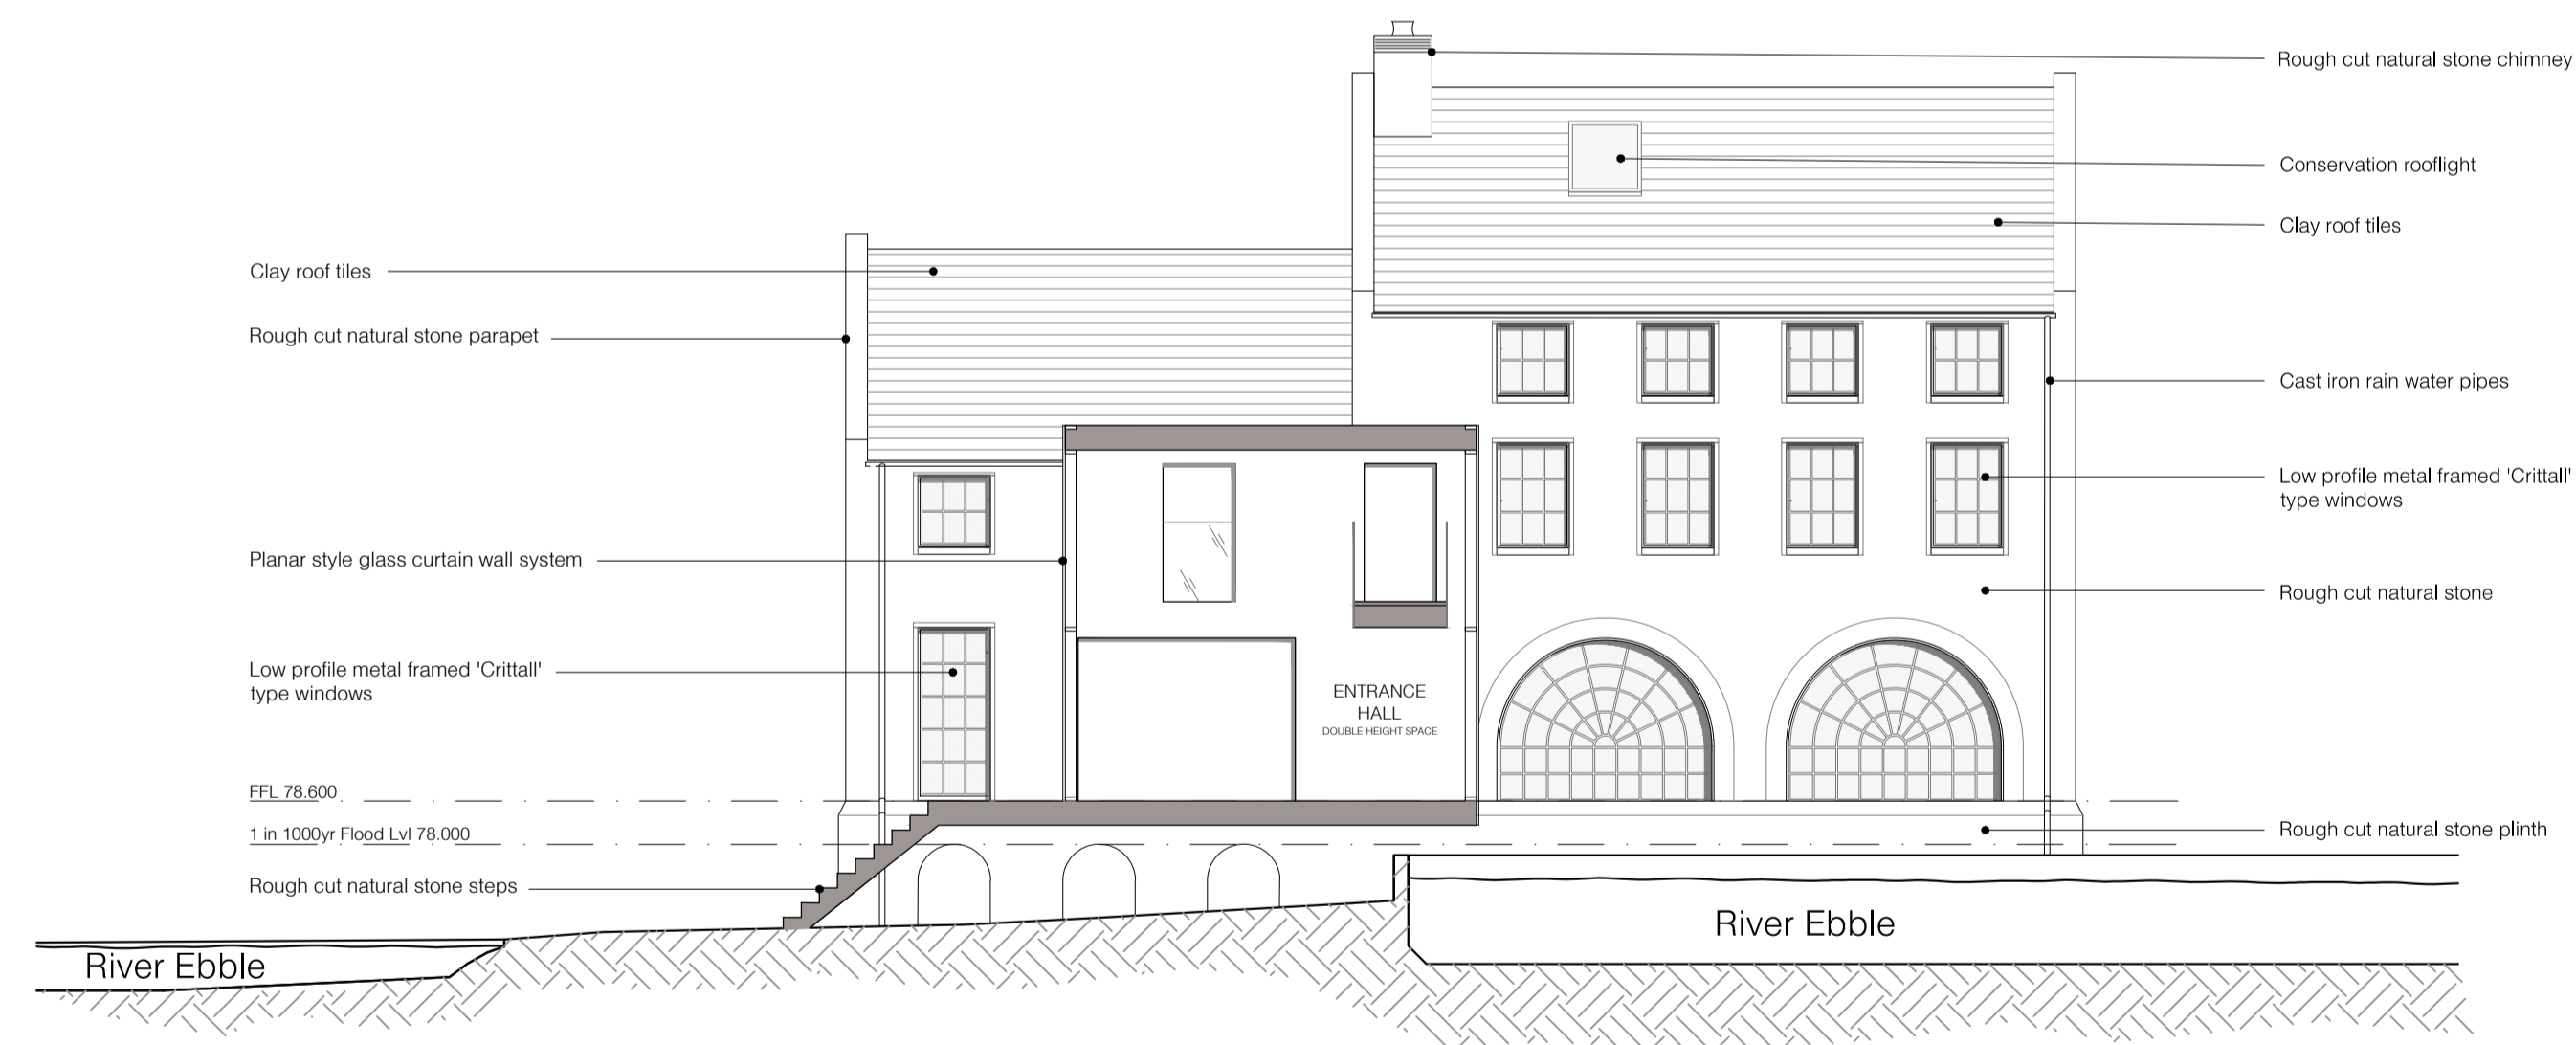 Rough cut natural stone chimney
Conservation rooflight
Clay roof tiles
Clay roof tiles
Rough cut natural stone parapet
Cast iron rain water pipes
Low profile metal framed 'Crittall'
type windows
Planar style glass curtain wall system
Rough cut natural stone
Low profile metal framed 'Crittall'
type windows
ENTRANCE
HALL
DOUBLE HEIGHT SPACE
FFL 78.600
1 in 1000yr Flood Lvl 78.000
Rough cut natural stone plinth
Rough cut natural stone steps
River Ebble
River Ebble